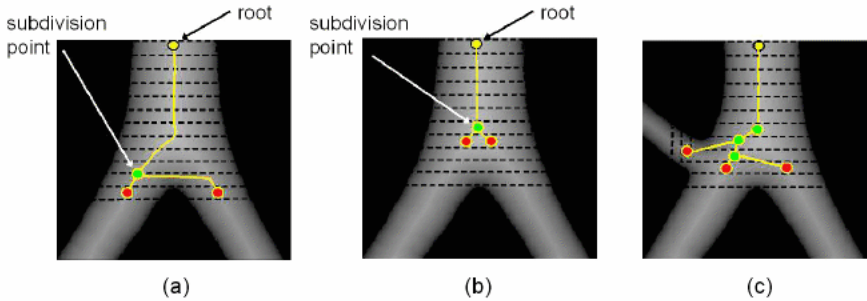 subdivision
point
root
subdivision
point
root
(a)
(b)
(c)